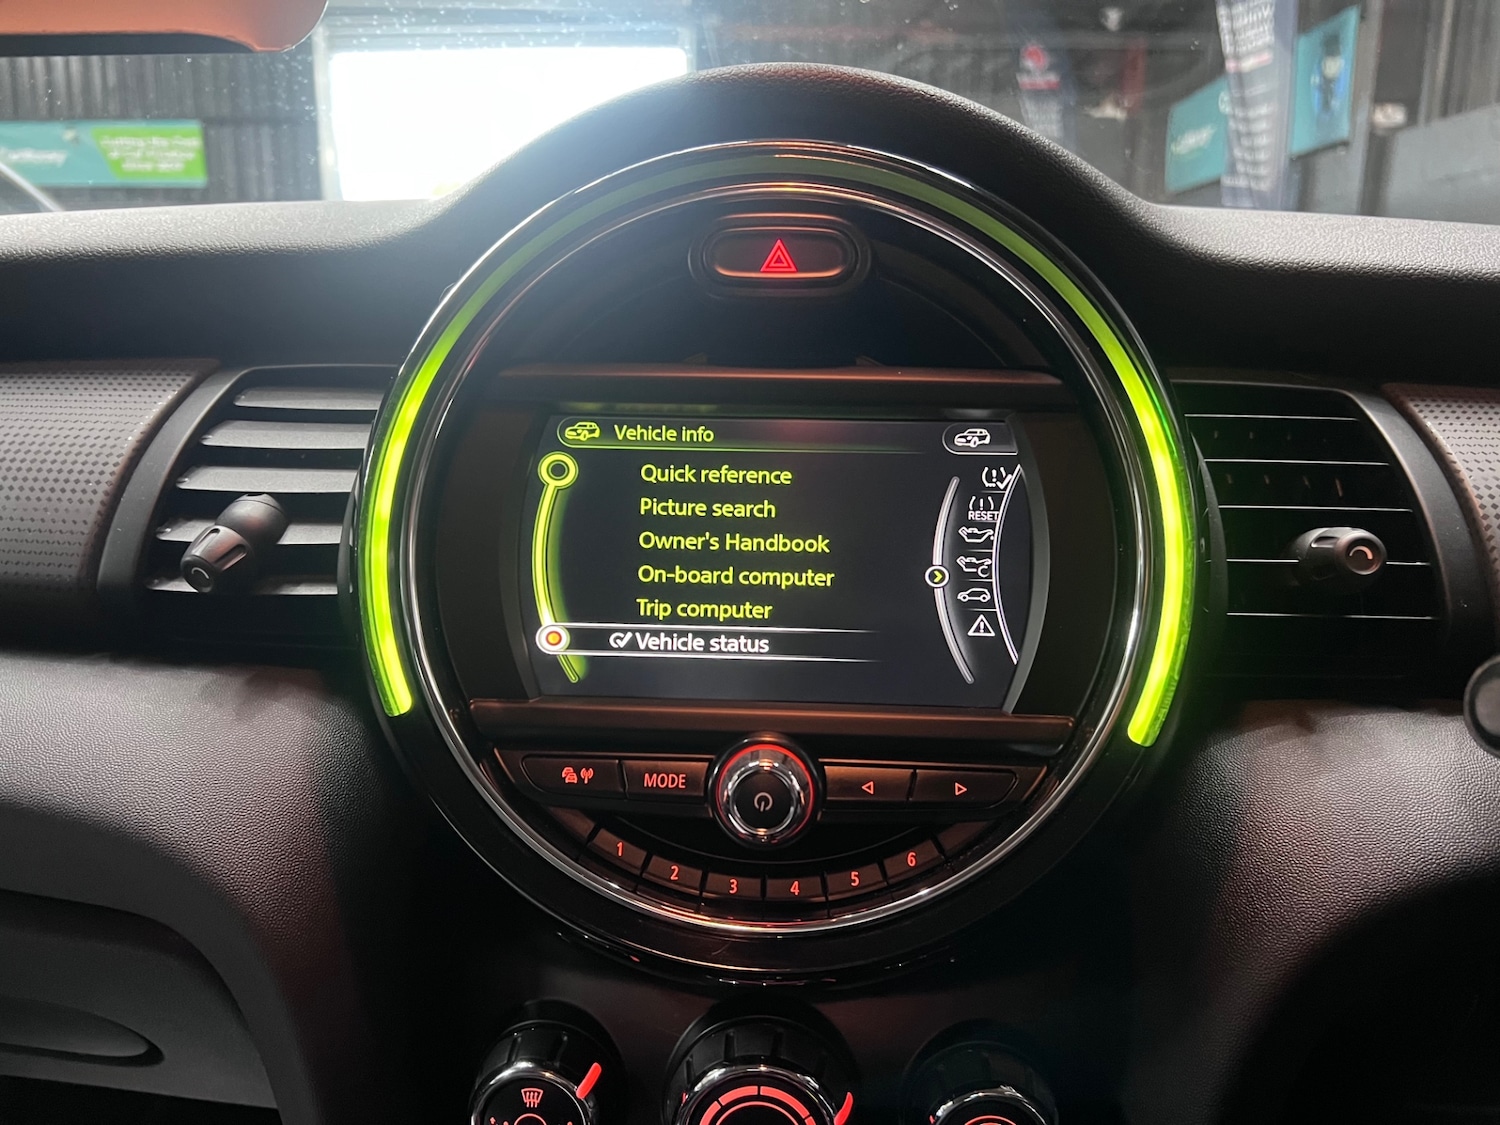 Vehicle info
Quick reference
Picture search
Owner's Handbook
On-board computer
Trip computer
Vehicle status
RESET
MODE
1
2
3
4
5
6